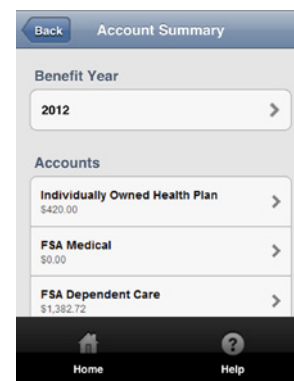 Back
Account Summary
Benefit Year
2012
Accounts
Individually Owned Health Plan
$420.00
FSA Medical
$0.00
FSA Dependent Care
$1,382.72
Home
Help